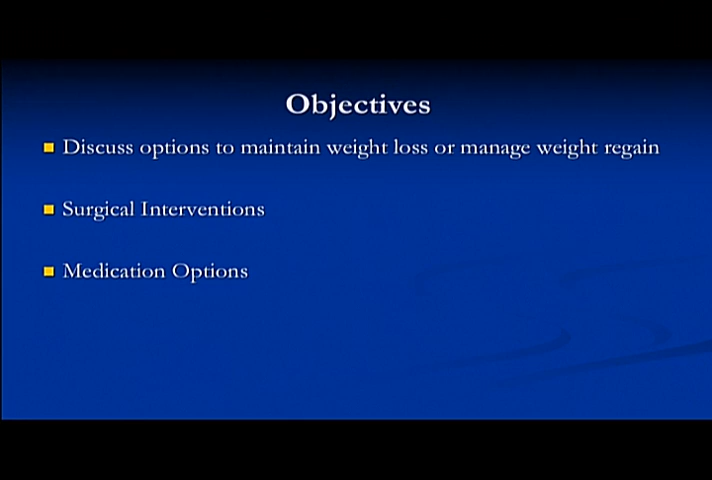 Objectives
Discuss options to maintain weight loss or manage weight regain
Surgical Interventions
Medication Options